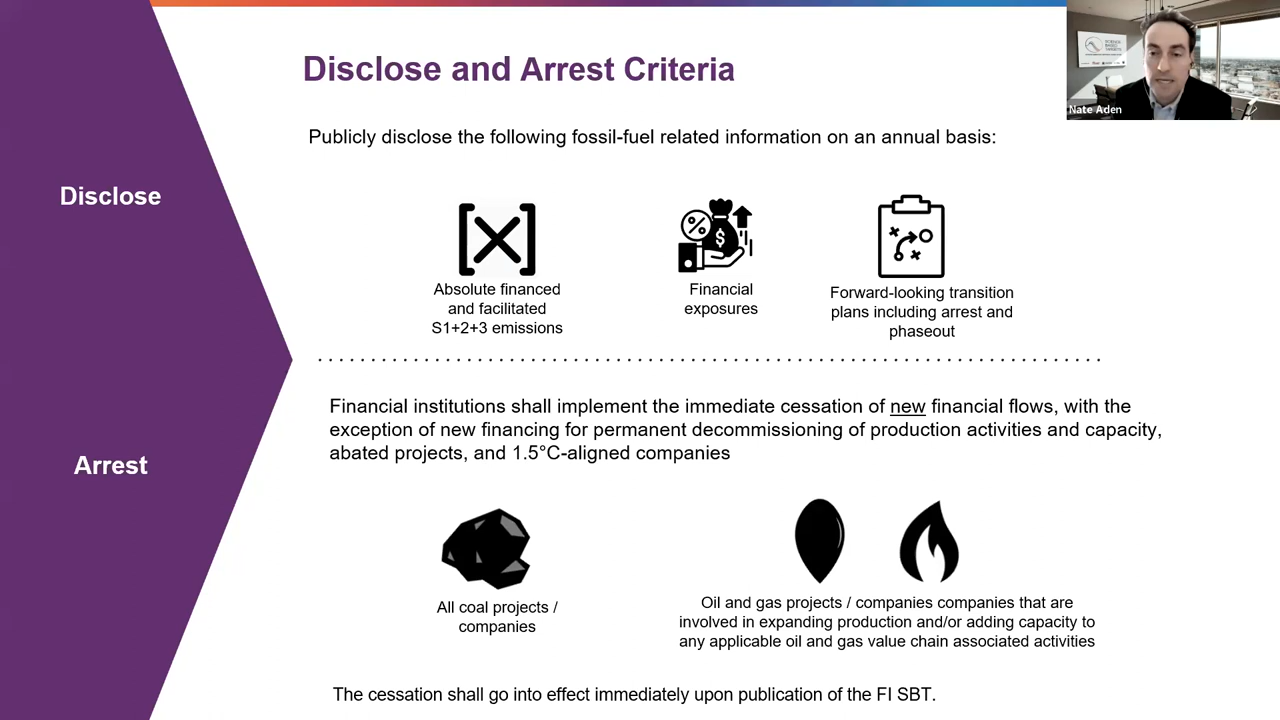 Disclose and Arrest Criteria
SCIENCE
BASED
TARGETS
Nate Aden
Publicly disclose the following fossil-fuel related information on an annual basis:
Disclose
$
Absolute financed
and facilitated
S1+2+3 emissions
Financial
exposures
Forward-looking transition
plans including arrest and
phaseout
Financial institutions shall implement the immediate cessation of new financial flows, with the
exception of new financing for permanent decommissioning of production activities and capacity,
abated projects, and 1.5°C-aligned companies
Arrest
All coal projects /
companies
Oil and gas projects / companies companies that are
involved in expanding production and/or adding capacity to
any applicable oil and gas value chain associated activities
The cessation shall go into effect immediately upon publication of the FI SBT.